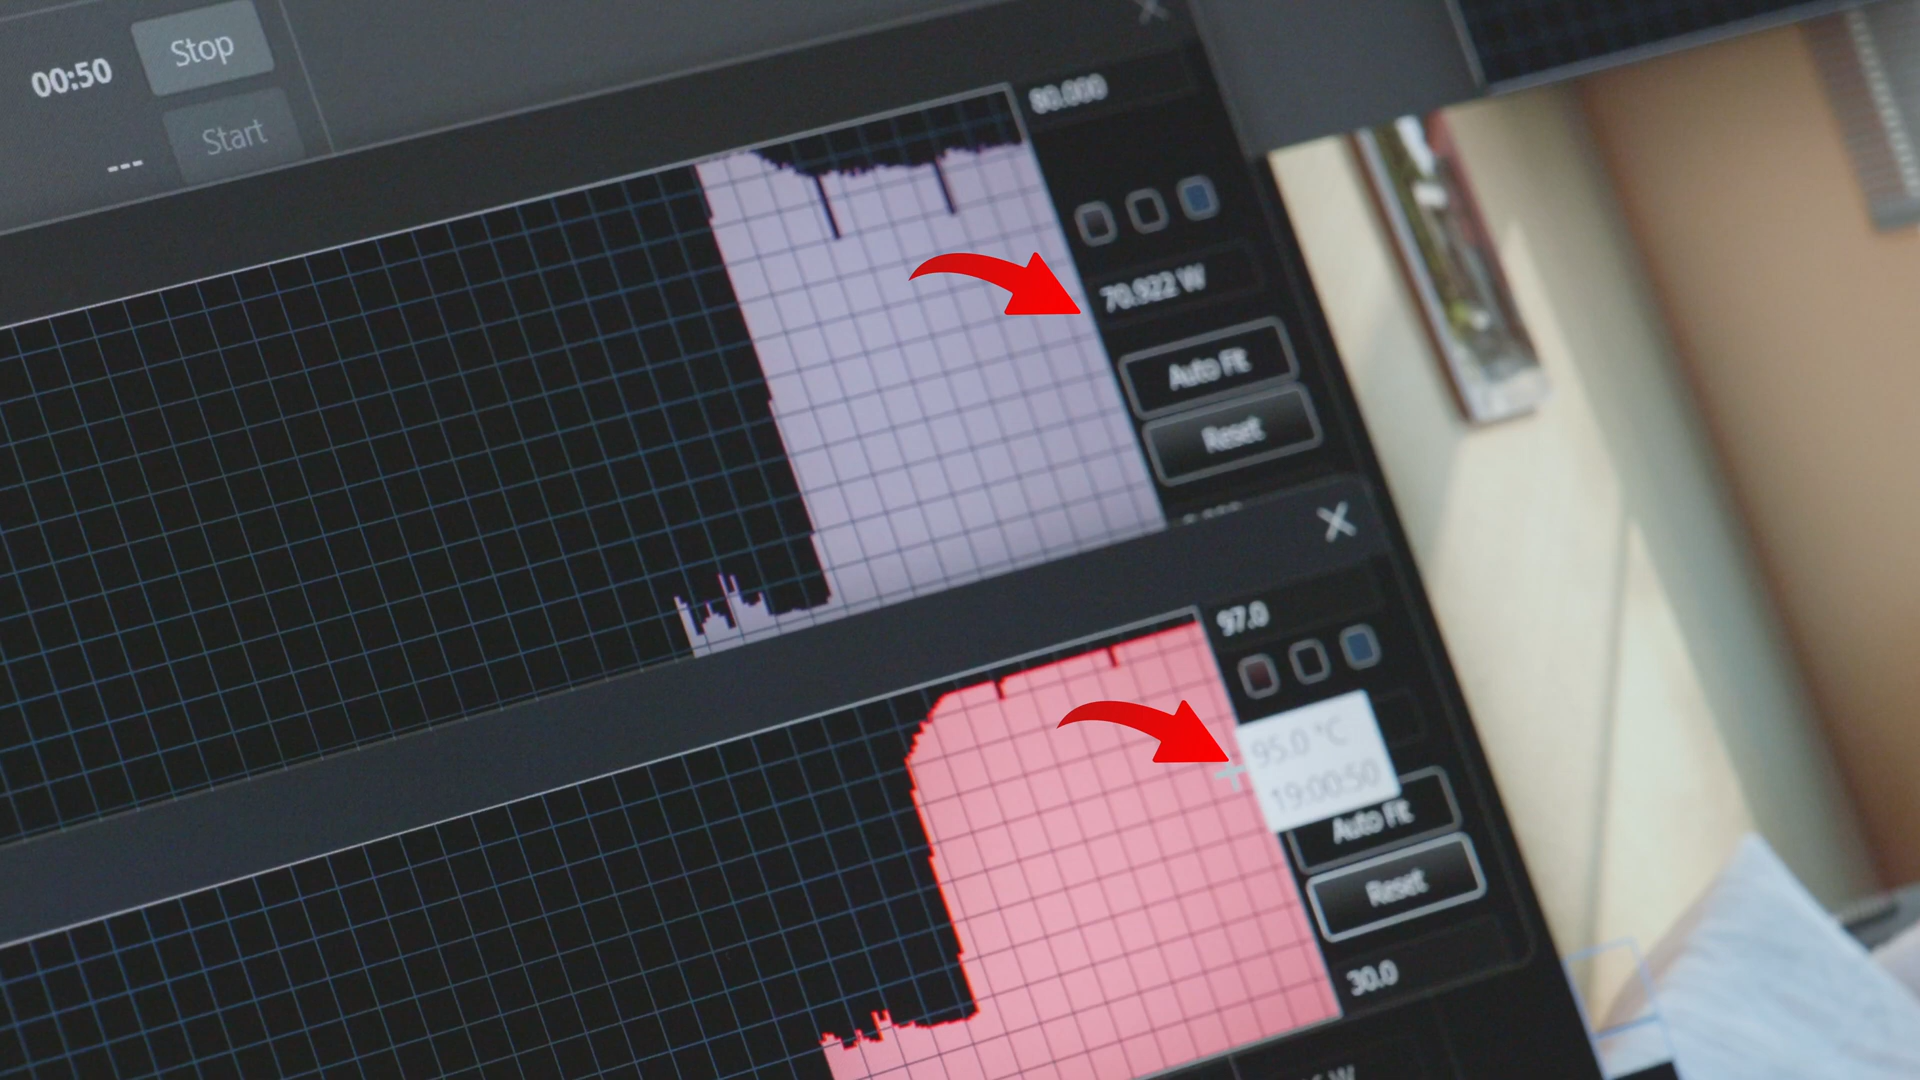 00:50
Stop
---
Start
80.000
70.922 W
Auto Fit
Reset
97.0
95.0 °C
19:00:50
Auto Fit
Reset
30.0
W